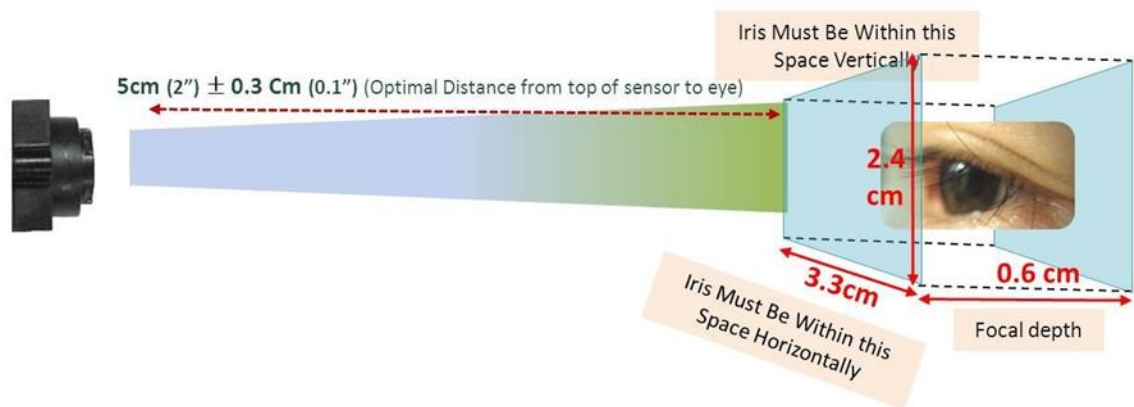 Iris Must Be Within this
Space Vertically
5cm (2”) ± 0.3 Cm (0.1”) (Optimal Distance from top of sensor to eye)
2.4
cm
3.3cm
0.6 cm
Iris Must Be Within this
Space Horizontally
Focal depth